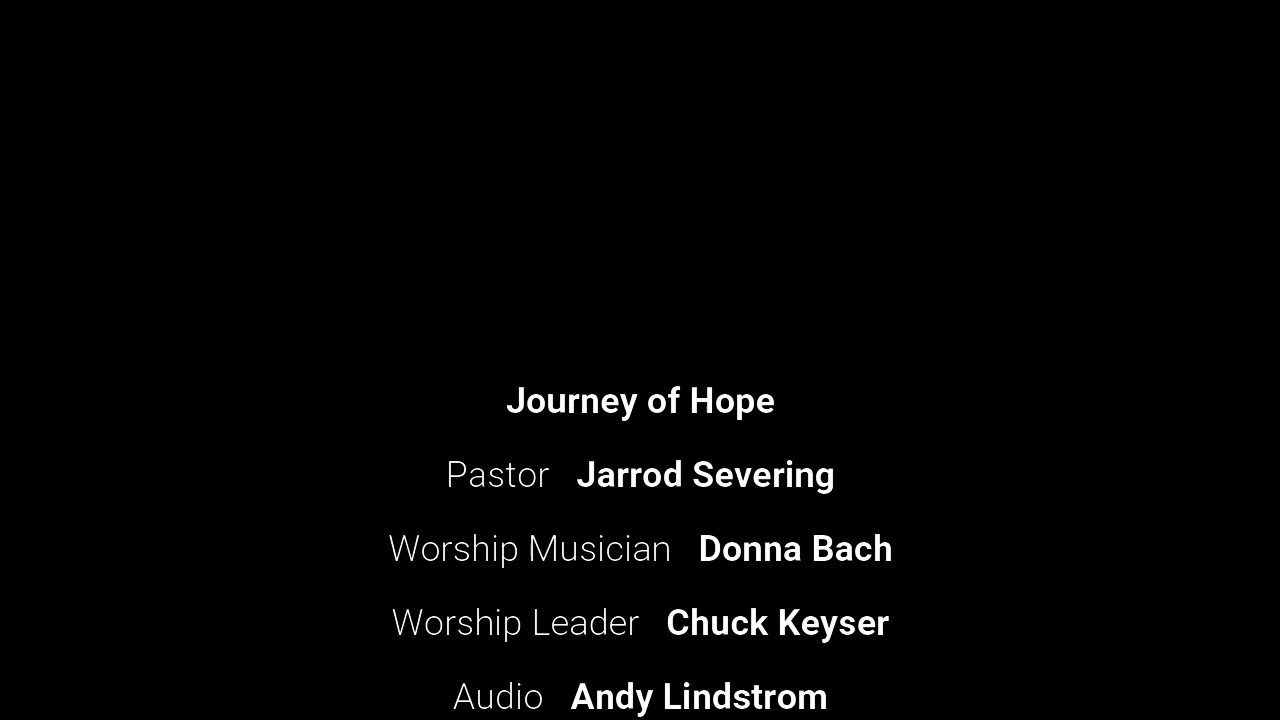 Journey of Hope
Pastor Jarrod Severing
Worship Musician Donna Bach
Worship Leader Chuck Keyser
Audio Andy Lindstrom